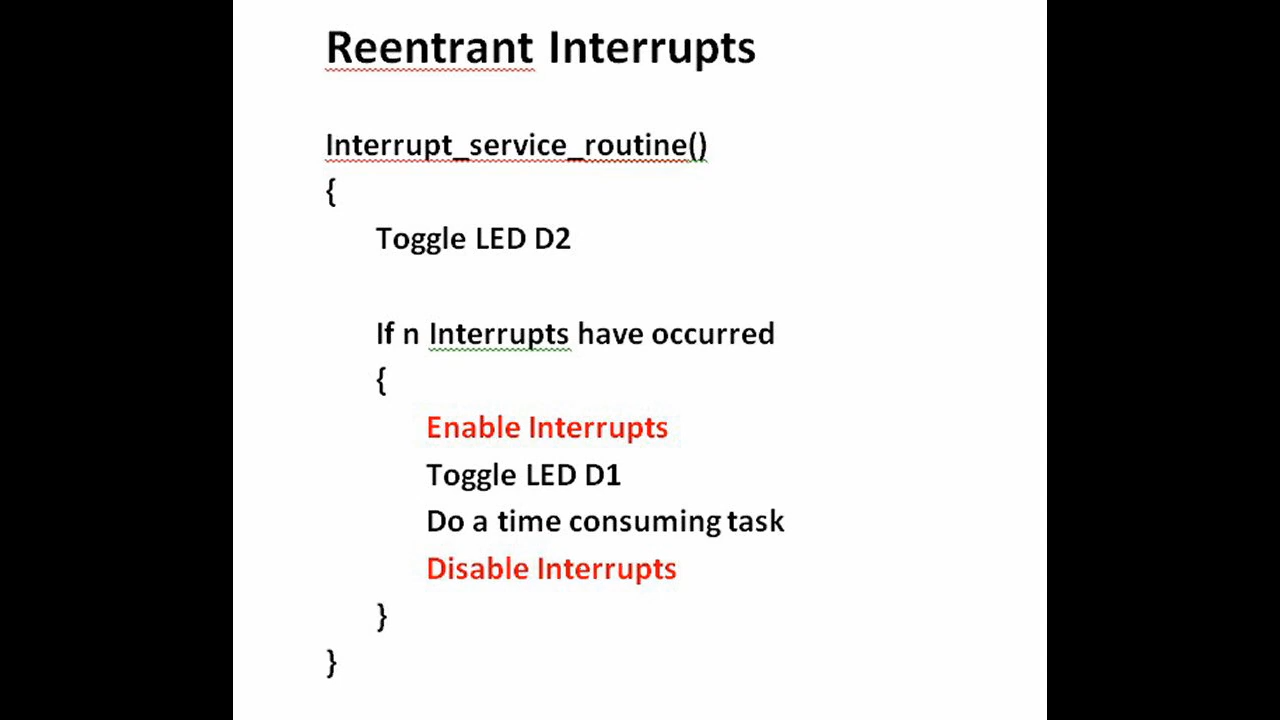 Reentrant Interrupts
Interrupt_service_routine()
{
Toggle LED D2
If n Interrupts have occurred
{
Enable Interrupts
Toggle LED D1
Do a time consuming task
Disable Interrupts
}
}